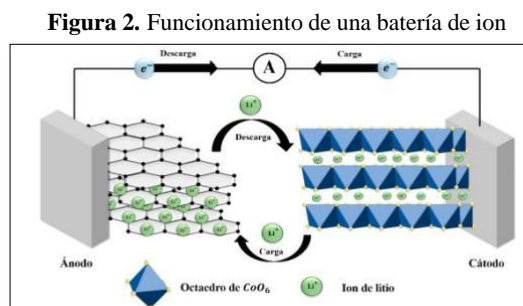 Figura 2. Funcionamiento de una batería de ion
Descarga
Carga
e⁻
A
e⁻
Li⁺
Descarga
Li⁺
Carga
Ánodo
Cátodo
Octaedro de CoO₆
Li⁺
Ion de litio